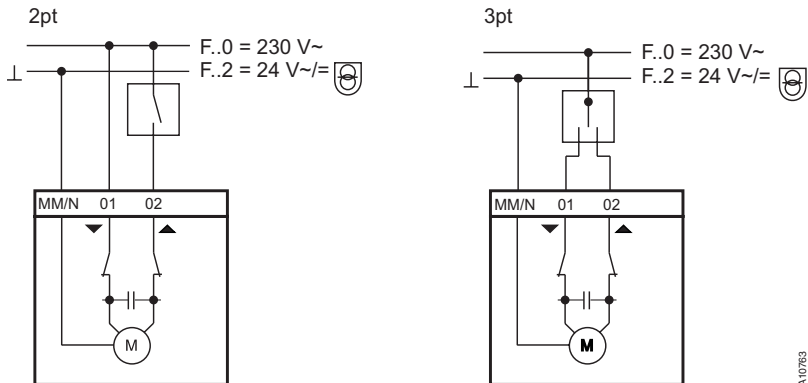 2pt
F..0 = 230 V~
F..2 = 24 V~/=
⊥
MM/N 01 02
M
3pt
F..0 = 230 V~
F..2 = 24 V~/=
⊥
MM/N 01 02
M
A10763